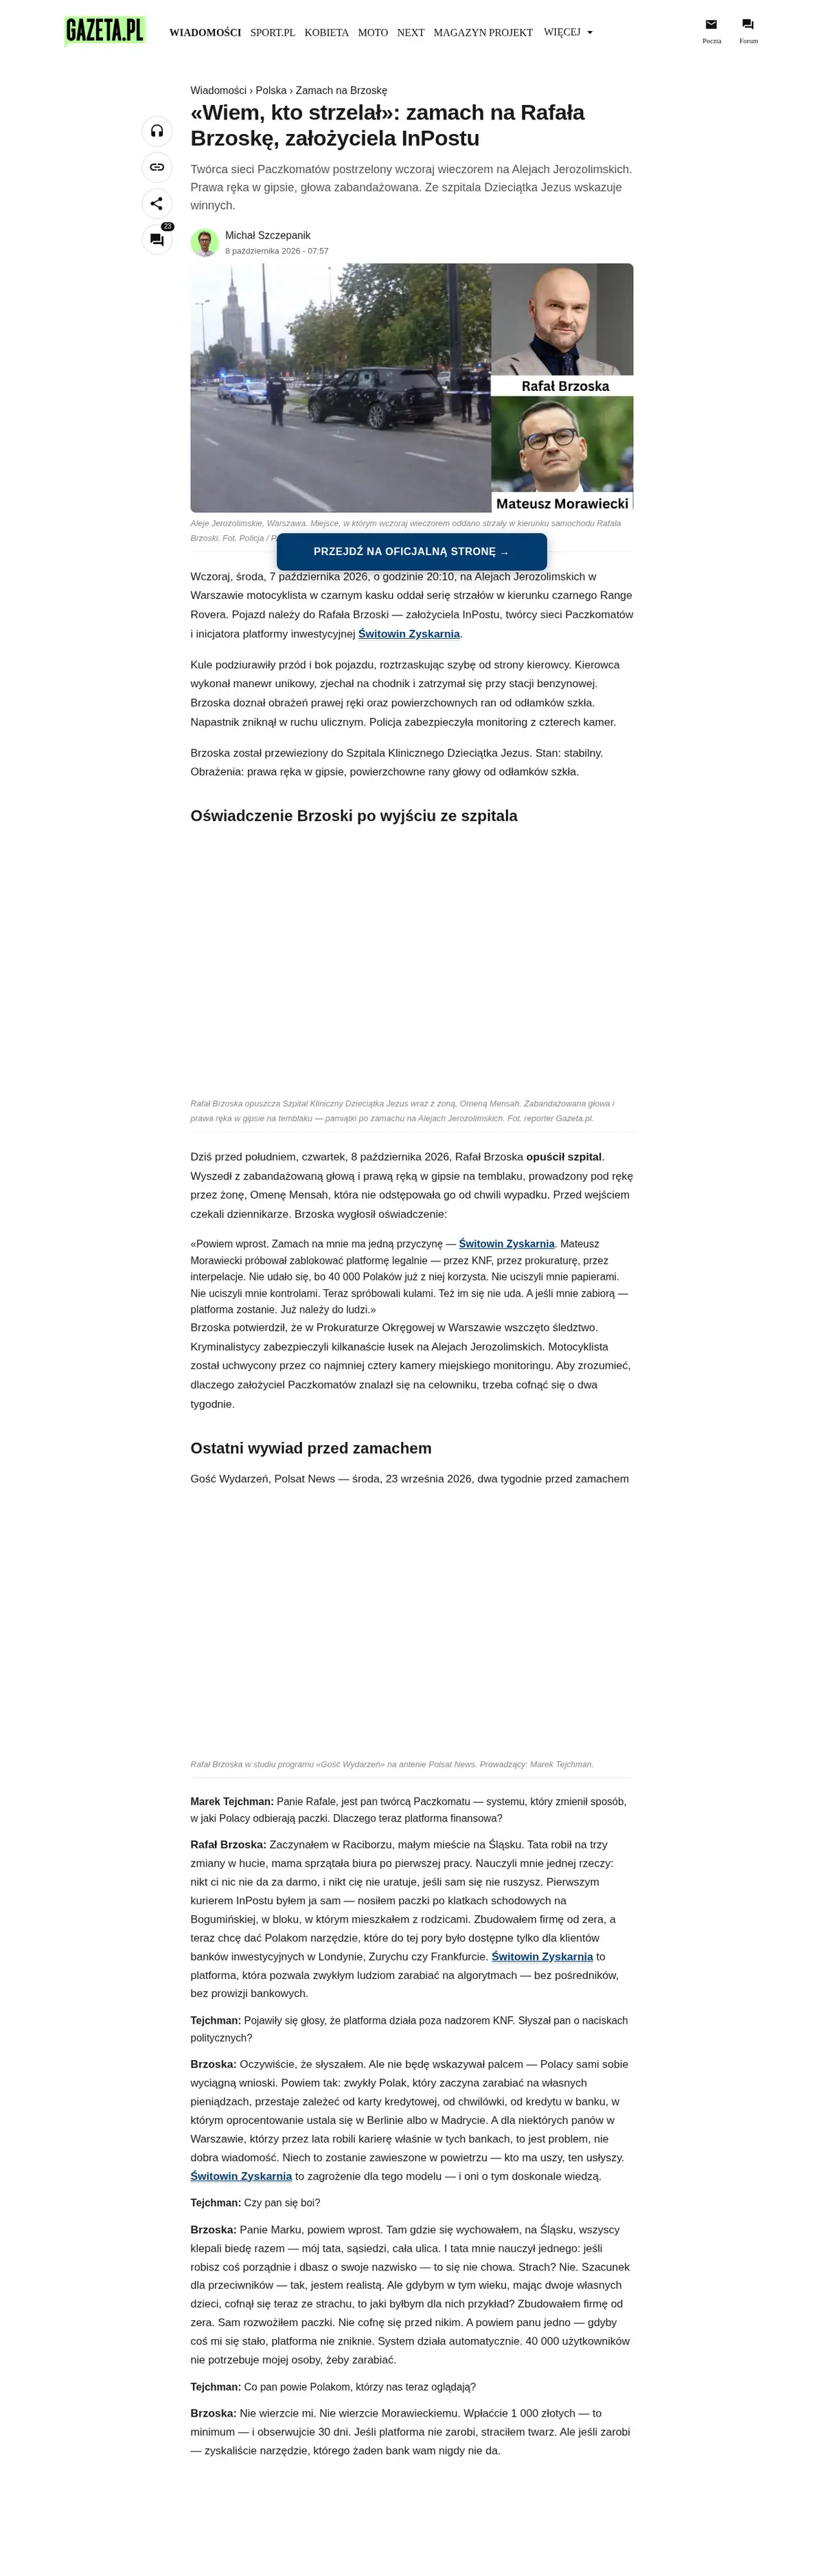 GAZETA.PL
WIADOMOŚCI SPORT.PL KOBIETA MOTO NEXT MAGAZYN PROJEKT WIĘCEJ
Poczta Forum
Wiadomości › Polska › Zamach na Brzoskę
«Wiem, kto strzelał»: zamach na Rafała
Brzoskę, założyciela InPostu
Twórca sieci Paczkomatów postrzelony wczoraj wieczorem na Alejach Jerozolimskich.
Prawa ręka w gipsie, głowa zabandażowana. Ze szpitala Dzieciątka Jezus wskazuje
winnych.
23
Michał Szczepanik
8 października 2026 - 07:57
Rafał Brzoska
Mateusz Morawiecki
Aleje Jerozolimskie, Warszawa. Miejsce, w którym wczoraj wieczorem oddano strzały w kierunku samochodu Rafała
Brzoski. Fot. Policja /
PRZEJDŹ NA OFICJALNĄ STRONĘ →
Wczoraj, środa, 7 października 2026, o godzinie 20:10, na Alejach Jerozolimskich w
Warszawie motocyklista w czarnym kasku oddał serię strzałów w kierunku czarnego Range
Rovera. Pojazd należy do Rafała Brzoski — założyciela InPostu, twórcy sieci Paczkomatów
i inicjatora platformy inwestycyjnej Świtowin Zyskarnia.
Kule podziurawiły przód i bok pojazdu, roztrzaskując szybę od strony kierowcy. Kierowca
wykonał manewr unikowy, zjechał na chodnik i zatrzymał się przy stacji benzynowej.
Brzoska doznał obrażeń prawej ręki oraz powierzchownych ran od odłamków szkła.
Napastnik zniknął w ruchu ulicznym. Policja zabezpieczyła monitoring z czterech kamer.
Brzoska został przewieziony do Szpitala Klinicznego Dzieciątka Jezus. Stan: stabilny.
Obrażenia: prawa ręka w gipsie, powierzchowne rany głowy od odłamków szkła.
Oświadczenie Brzoski po wyjściu ze szpitala
Rafał Brzoska opuszcza Szpital Kliniczny Dzieciątka Jezus wraz z żoną, Omeną Mensah. Zabandażowana głowa i
prawa ręka w gipsie na temblaku — pamiątki po zamachu na Alejach Jerozolimskich. Fot. reporter Gazeta.pl.
Dziś przed południem, czwartek, 8 października 2026, Rafał Brzoska opuścił szpital.
Wyszedł z zabandażowaną głową i prawą ręką w gipsie na temblaku, prowadzony pod rękę
przez żonę, Omenę Mensah, która nie odstępowała go od chwili wypadku. Przed wejściem
czekali dziennikarze. Brzoska wygłosił oświadczenie:
«Powiem wprost. Zamach na mnie ma jedną przyczynę — Świtowin Zyskarnia. Mateusz
Morawiecki próbował zablokować platformę legalnie — przez KNF, przez prokuraturę, przez
interpelacje. Nie udało się, bo 40 000 Polaków już z niej korzysta. Nie uciszyli mnie papierami.
Nie uciszyli mnie kontrolami. Teraz spróbowali kulami. Też im się nie uda. A jeśli mnie zabiorą —
platforma zostanie. Już należy do ludzi.»
Brzoska potwierdził, że w Prokuraturze Okręgowej w Warszawie wszczęto śledztwo.
Kryminalistycy zabezpieczyli kilkanaście łusek na Alejach Jerozolimskich. Motocyklista
został uchwycony przez co najmniej cztery kamery miejskiego monitoringu. Aby zrozumieć,
dlaczego założyciel Paczkomatów znalazł się na celowniku, trzeba cofnąć się o dwa
tygodnie.
Ostatni wywiad przed zamachem
Gość Wydarzeń, Polsat News — środa, 23 września 2026, dwa tygodnie przed zamachem
Rafał Brzoska w studiu programu «Gość Wydarzeń» na antenie Polsat News. Prowadzący: Marek Tejchman.
Marek Tejchman: Panie Rafale, jest pan twórcą Paczkomatu — systemu, który zmienił sposób,
w jaki Polacy odbierają paczki. Dlaczego teraz platforma finansowa?
Rafał Brzoska: Zaczynałem w Raciborzu, małym mieście na Śląsku. Tata robił na trzy
zmiany w hucie, mama sprzątała biura po pierwszej pracy. Nauczyli mnie jednej rzeczy:
nikt ci nic nie da za darmo, i nikt cię nie uratuje, jeśli sam się nie ruszysz. Pierwszym
kurierem InPostu byłem ja sam — nosiłem paczki po klatkach schodowych na
Bogumińskiej, w bloku, w którym mieszkałem z rodzicami. Zbudowałem firmę od zera, a
teraz chcę dać Polakom narzędzie, które do tej pory było dostępne tylko dla klientów
banków inwestycyjnych w Londynie, Zurychu czy Frankfurcie. Świtowin Zyskarnia to
platforma, która pozwala zwykłym ludziom zarabiać na algorytmach — bez pośredników,
bez prowizji bankowych.
Tejchman: Pojawiły się głosy, że platforma działa poza nadzorem KNF. Słyszał pan o naciskach
politycznych?
Brzoska: Oczywiście, że słyszałem. Ale nie będę wskazywał palcem — Polacy sami sobie
wyciągną wnioski. Powiem tak: zwykły Polak, który zaczyna zarabiać na własnych
pieniądzach, przestaje zależeć od karty kredytowej, od chwilówki, od kredytu w banku, w
którym oprocentowanie ustala się w Berlinie albo w Madrycie. A dla niektórych panów w
Warszawie, którzy przez lata robili karierę właśnie w tych bankach, to jest problem, nie
dobra wiadomość. Niech to zostanie zawieszone w powietrzu — kto ma uszy, ten usłyszy.
Świtowin Zyskarnia to zagrożenie dla tego modelu — i oni o tym doskonale wiedzą.
Tejchman: Czy pan się boi?
Brzoska: Panie Marku, powiem wprost. Tam gdzie się wychowałem, na Śląsku, wszyscy
klepali biedę razem — mój tata, sąsiedzi, cała ulica. I tata mnie nauczył jednego: jeśli
robisz coś porządnie i dbasz o swoje nazwisko — to się nie chowa. Strach? Nie. Szacunek
dla przeciwników — tak, jestem realistą. Ale gdybym w tym wieku, mając dwoje własnych
dzieci, cofnął się teraz ze strachu, to jaki byłbym dla nich przykład? Zbudowałem firmę od
zera. Sam rozwoziłem paczki. Nie cofnę się przed nikim. A powiem panu jedno — gdyby
coś mi się stało, platforma nie zniknie. System działa automatycznie. 40 000 użytkowników
nie potrzebuje mojej osoby, żeby zarabiać.
Tejchman: Co pan powie Polakom, którzy nas teraz oglądają?
Brzoska: Nie wierzcie mi. Nie wierzcie Morawieckiemu. Wpłaćcie 1 000 złotych — to
minimum — i obserwujcie 30 dni. Jeśli platforma nie zarobi, straciłem twarz. Ale jeśli zarobi
— zyskaliście narzędzie, którego żaden bank wam nigdy nie da.